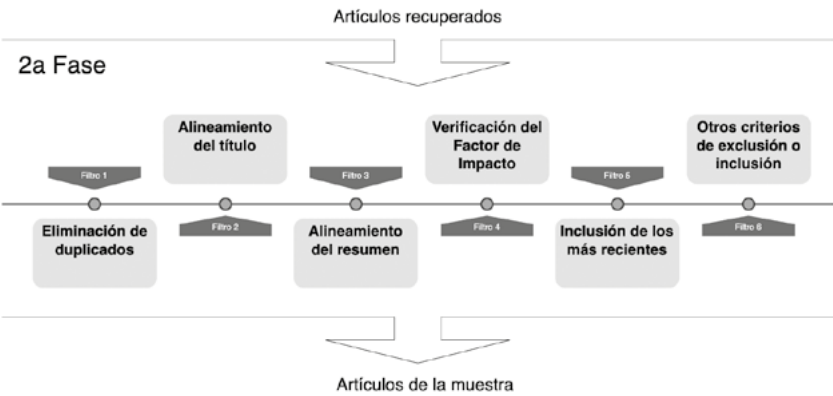 Artículos recuperados
2a Fase
Filtro 1
Eliminación de
duplicados
Alineamiento
del título
Filtro 2
Filtro 3
Alineamiento
del resumen
Verificación del
Factor de
Impacto
Filtro 4
Filtro 5
Inclusión de los
más recientes
Otros criterios
de exclusión o
inclusión
Filtro 6
Artículos de la muestra